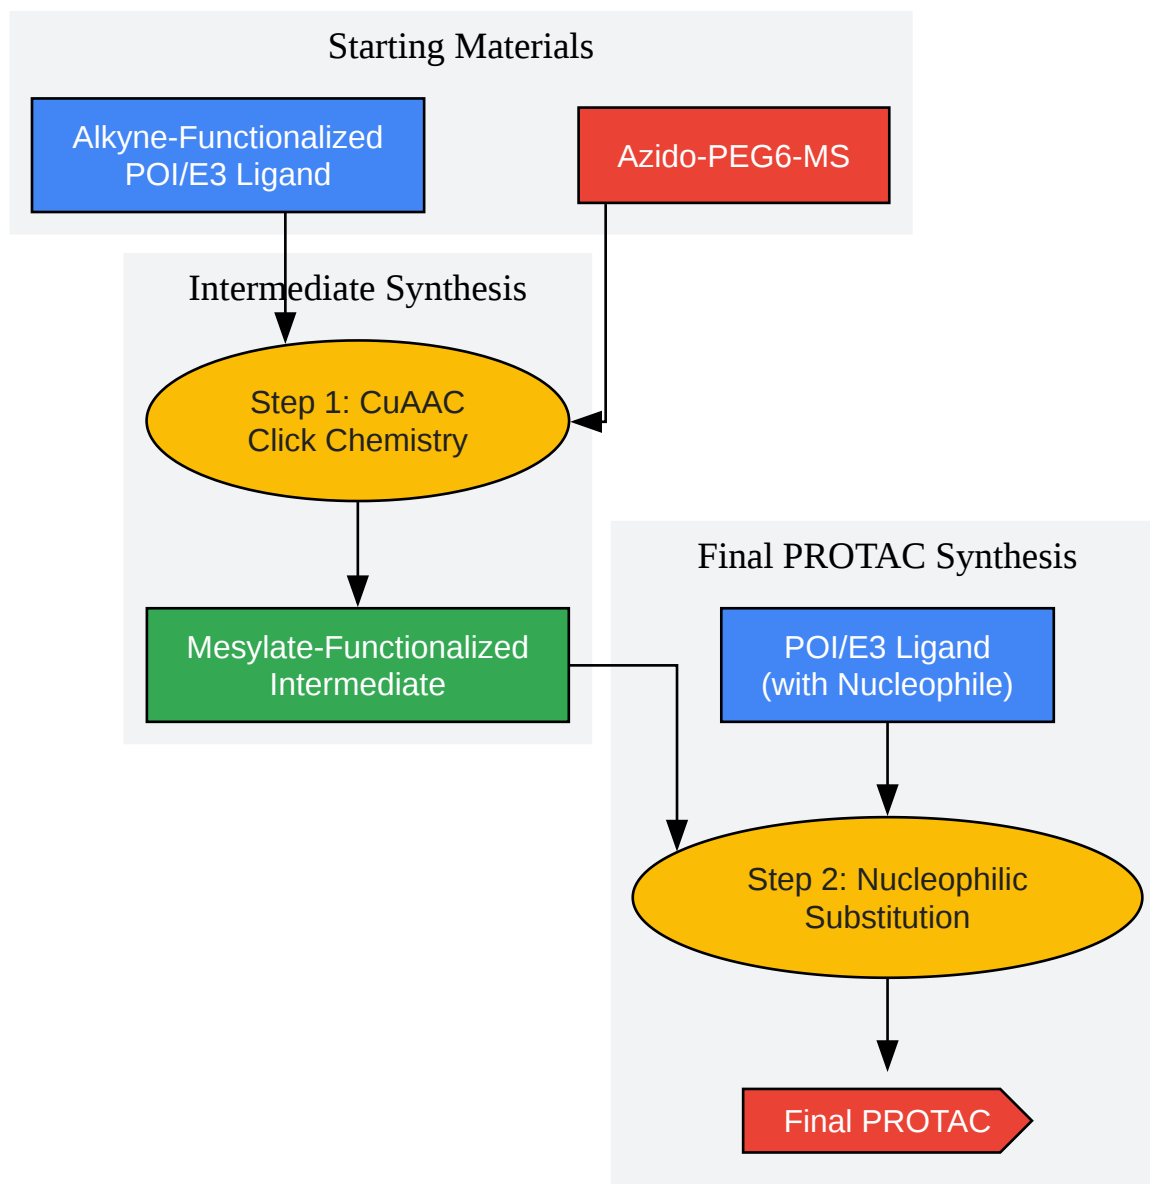 Starting Materials
Alkyne-Functionalized
POI/E3 Ligand
Azido-PEG6-MS
Intermediate Synthesis
Step 1: CuAAC
Click Chemistry
Mesylate-Functionalized
Intermediate
Final PROTAC Synthesis
POI/E3 Ligand
(with Nucleophile)
Step 2: Nucleophilic
Substitution
Final PROTAC